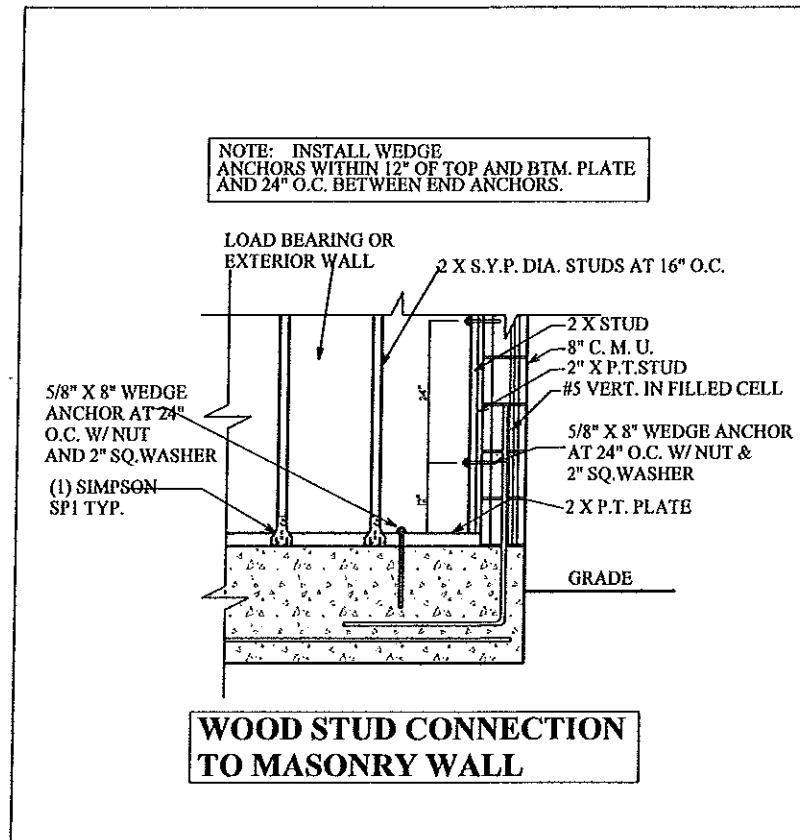 NOTE: INSTALL WEDGE
ANCHORS WITHIN 12" OF TOP AND BTM. PLATE
AND 24" O.C. BETWEEN END ANCHORS.
LOAD BEARING OR
EXTERIOR WALL
2 X S.Y.P. DIA. STUDS AT 16" O.C.
2 X STUD
8" C. M. U.
2" X P.T.STUD
#5 VERT. IN FILLED CELL
5/8" X 8" WEDGE ANCHOR
AT 24" O.C. W/ NUT &
2" SQ.WASHER
2 X P.T. PLATE
5/8" X 8" WEDGE
ANCHOR AT 24"
O.C. W/ NUT
AND 2" SQ.WASHER
(1) SIMPSON
SP1 TYP.
24"
12"
GRADE
WOOD STUD CONNECTION
TO MASONRY WALL